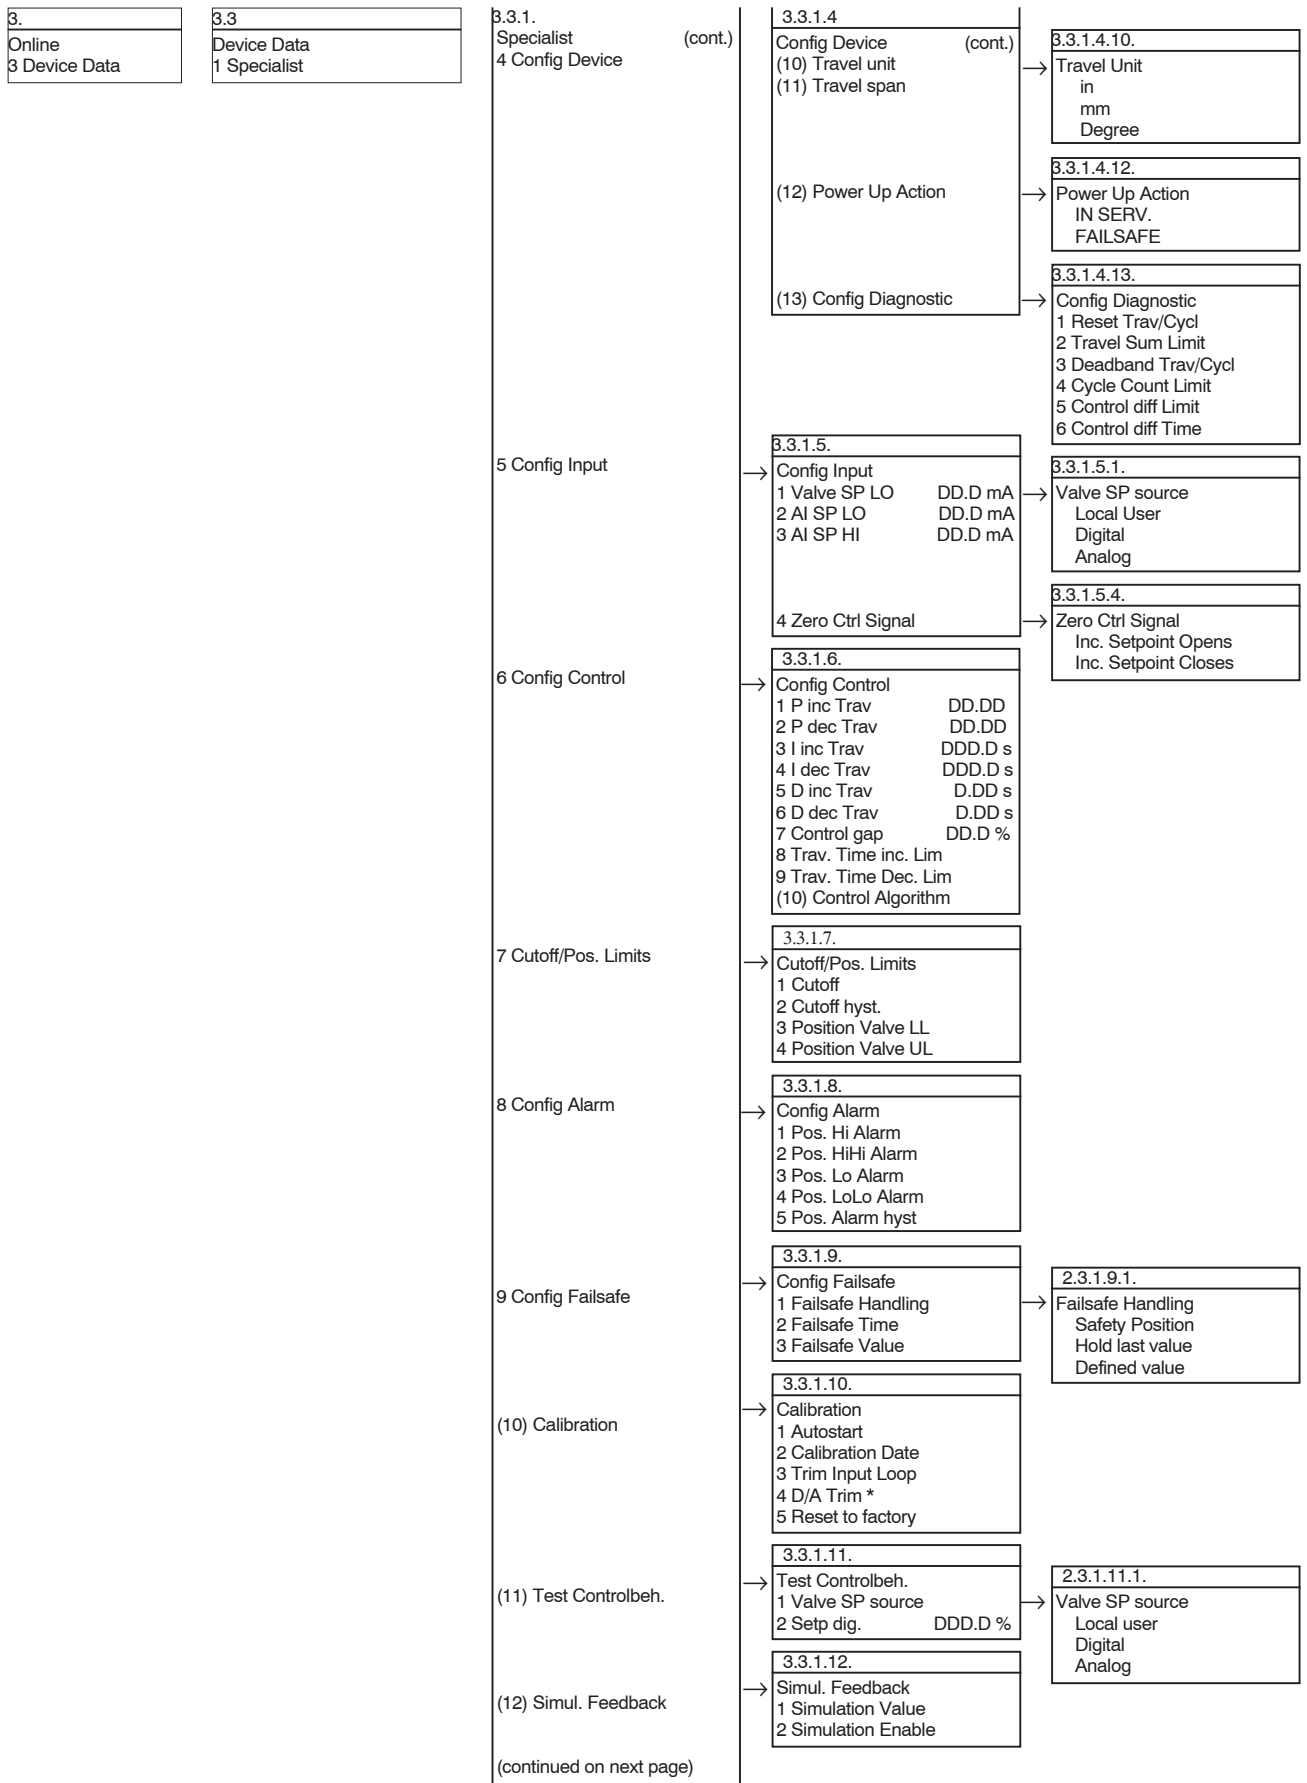 3.
Online
3 Device Data
3.3
Device Data
1 Specialist
3.3.1.
Specialist (cont.)
4 Config Device
5 Config Input
6 Config Control
7 Cutoff/Pos. Limits
8 Config Alarm
9 Config Failsafe
(10) Calibration
(11) Test Controlbeh.
(12) Simul. Feedback
(continued on next page)
3.3.1.4
Config Device (cont.)
(10) Travel unit
(11) Travel span
(12) Power Up Action
(13) Config Diagnostic
3.3.1.4.10.
Travel Unit
in
mm
Degree
3.3.1.4.12.
Power Up Action
IN SERV.
FAILSAFE
3.3.1.4.13.
Config Diagnostic
1 Reset Trav/Cycl
2 Travel Sum Limit
3 Deadband Trav/Cycl
4 Cycle Count Limit
5 Control diff Limit
6 Control diff Time
3.3.1.5.
Config Input
1 Valve SP LO DD.D mA
2 AI SP LO DD.D mA
3 AI SP HI DD.D mA
4 Zero Ctrl Signal
3.3.1.5.1.
Valve SP source
Local User
Digital
Analog
3.3.1.5.4.
Zero Ctrl Signal
Inc. Setpoint Opens
Inc. Setpoint Closes
3.3.1.6.
Config Control
1 P inc Trav DD.DD
2 P dec Trav DD.DD
3 I inc Trav DDD.D s
4 I dec Trav DDD.D s
5 D inc Trav D.DD s
6 D dec Trav D.DD s
7 Control gap DD.D %
8 Trav. Time inc. Lim
9 Trav. Time Dec. Lim
(10) Control Algorithm
3.3.1.7.
Cutoff/Pos. Limits
1 Cutoff
2 Cutoff hyst.
3 Position Valve LL
4 Position Valve UL
3.3.1.8.
Config Alarm
1 Pos. Hi Alarm
2 Pos. HiHi Alarm
3 Pos. Lo Alarm
4 Pos. LoLo Alarm
5 Pos. Alarm hyst
3.3.1.9.
Config Failsafe
1 Failsafe Handling
2 Failsafe Time
3 Failsafe Value
2.3.1.9.1.
Failsafe Handling
Safety Position
Hold last value
Defined value
3.3.1.10.
Calibration
1 Autostart
2 Calibration Date
3 Trim Input Loop
4 D/A Trim *
5 Reset to factory
3.3.1.11.
Test Controlbeh.
1 Valve SP source
2 Setp dig. DDD.D %
2.3.1.11.1.
Valve SP source
Local user
Digital
Analog
3.3.1.12.
Simul. Feedback
1 Simulation Value
2 Simulation Enable